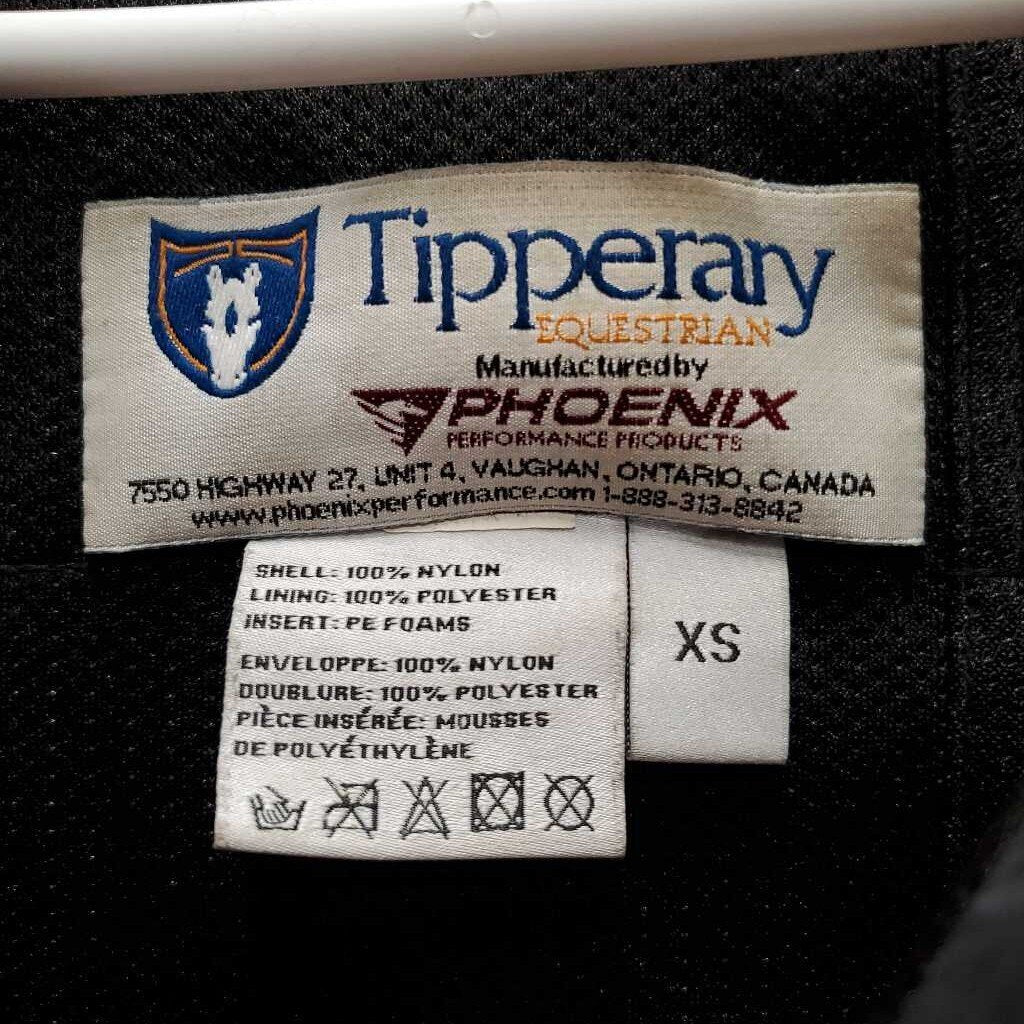 Tipperary
EQUESTRIAN
Manufactured by
PHOENIX
PERFORMANCE PRODUCTS
7550 HIGHWAY 27, UNIT 4, VAUGHAN, ONTARIO, CANADA
www.phoenixperformance.com 1-888-313-8842
SHELL: 100% NYLON
LINING: 100% POLYESTER
INSERT: PE FOAMS
ENVELOPPE: 100% NYLON
DOUBLURE: 100% POLYESTER
PIÈCE INSÉRÉE: MOUSSES
DE POLYÉTHYLÈNE
XS